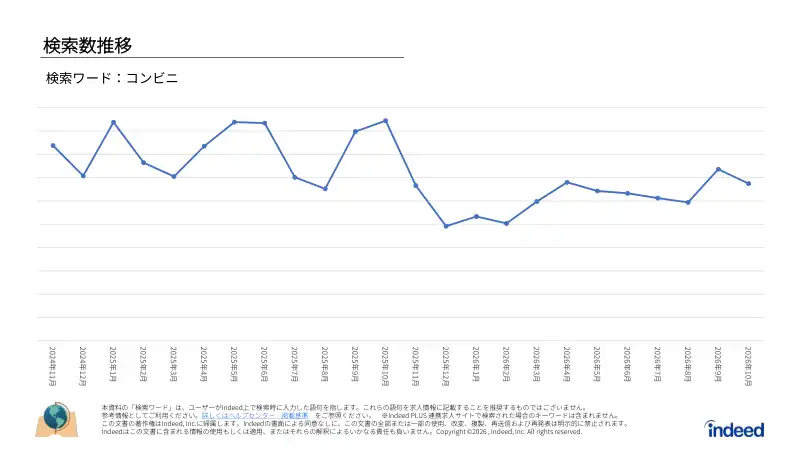 検索数推移
検索ワード：コンビニ
2024年11月
2024年12月
2025年1月
2025年2月
2025年3月
2025年4月
2025年5月
2025年6月
2025年7月
2025年8月
2025年9月
2025年10月
2025年11月
2025年12月
2026年1月
2026年2月
2026年3月
2026年4月
2026年5月
2026年6月
2026年7月
2026年8月
2026年9月
2026年10月
本資料の「検索ワード」は、ユーザーがIndeed上で検索時に入力した語句を指します。これらの語句を求人情報に記載することを推奨するものではございません。
参考情報としてご利用ください。詳しくはヘルプセンター 掲載基準 をご参照ください。 ※Indeed PLUS 連携求人サイトで検索された場合のキーワードは含まれません。
この文書の著作権はIndeed, Inc.に帰属します。Indeedの書面による同意なしに、この文書の全部または一部の使用、改変、複製、再送信および再発表は明示的に禁止されます。
Indeedはこの文書に含まれる情報の使用もしくは適用、またはそれらの解釈によるいかなる責任も負いません。Copyright ©2026 , Indeed, Inc. All rights reserved.
indeed